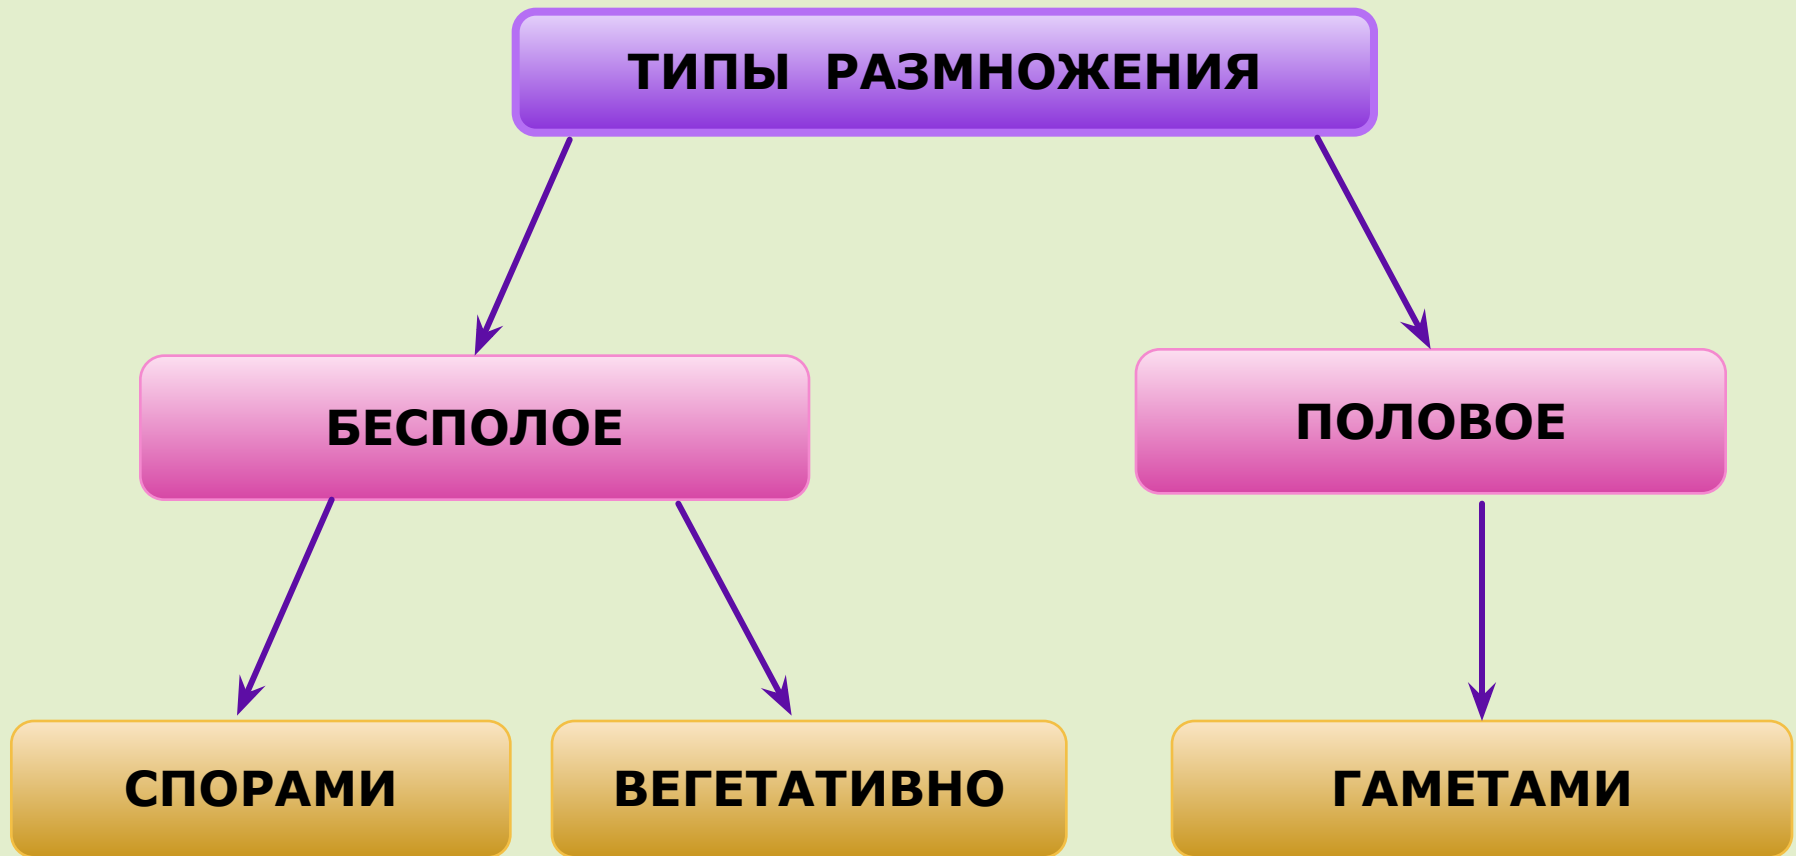 ТИПЫ РАЗМНОЖЕНИЯ
БЕСПОЛОЕ
ПОЛОВОЕ
СПОРАМИ
ВЕГЕТАТИВНО
ГАМЕТАМИ